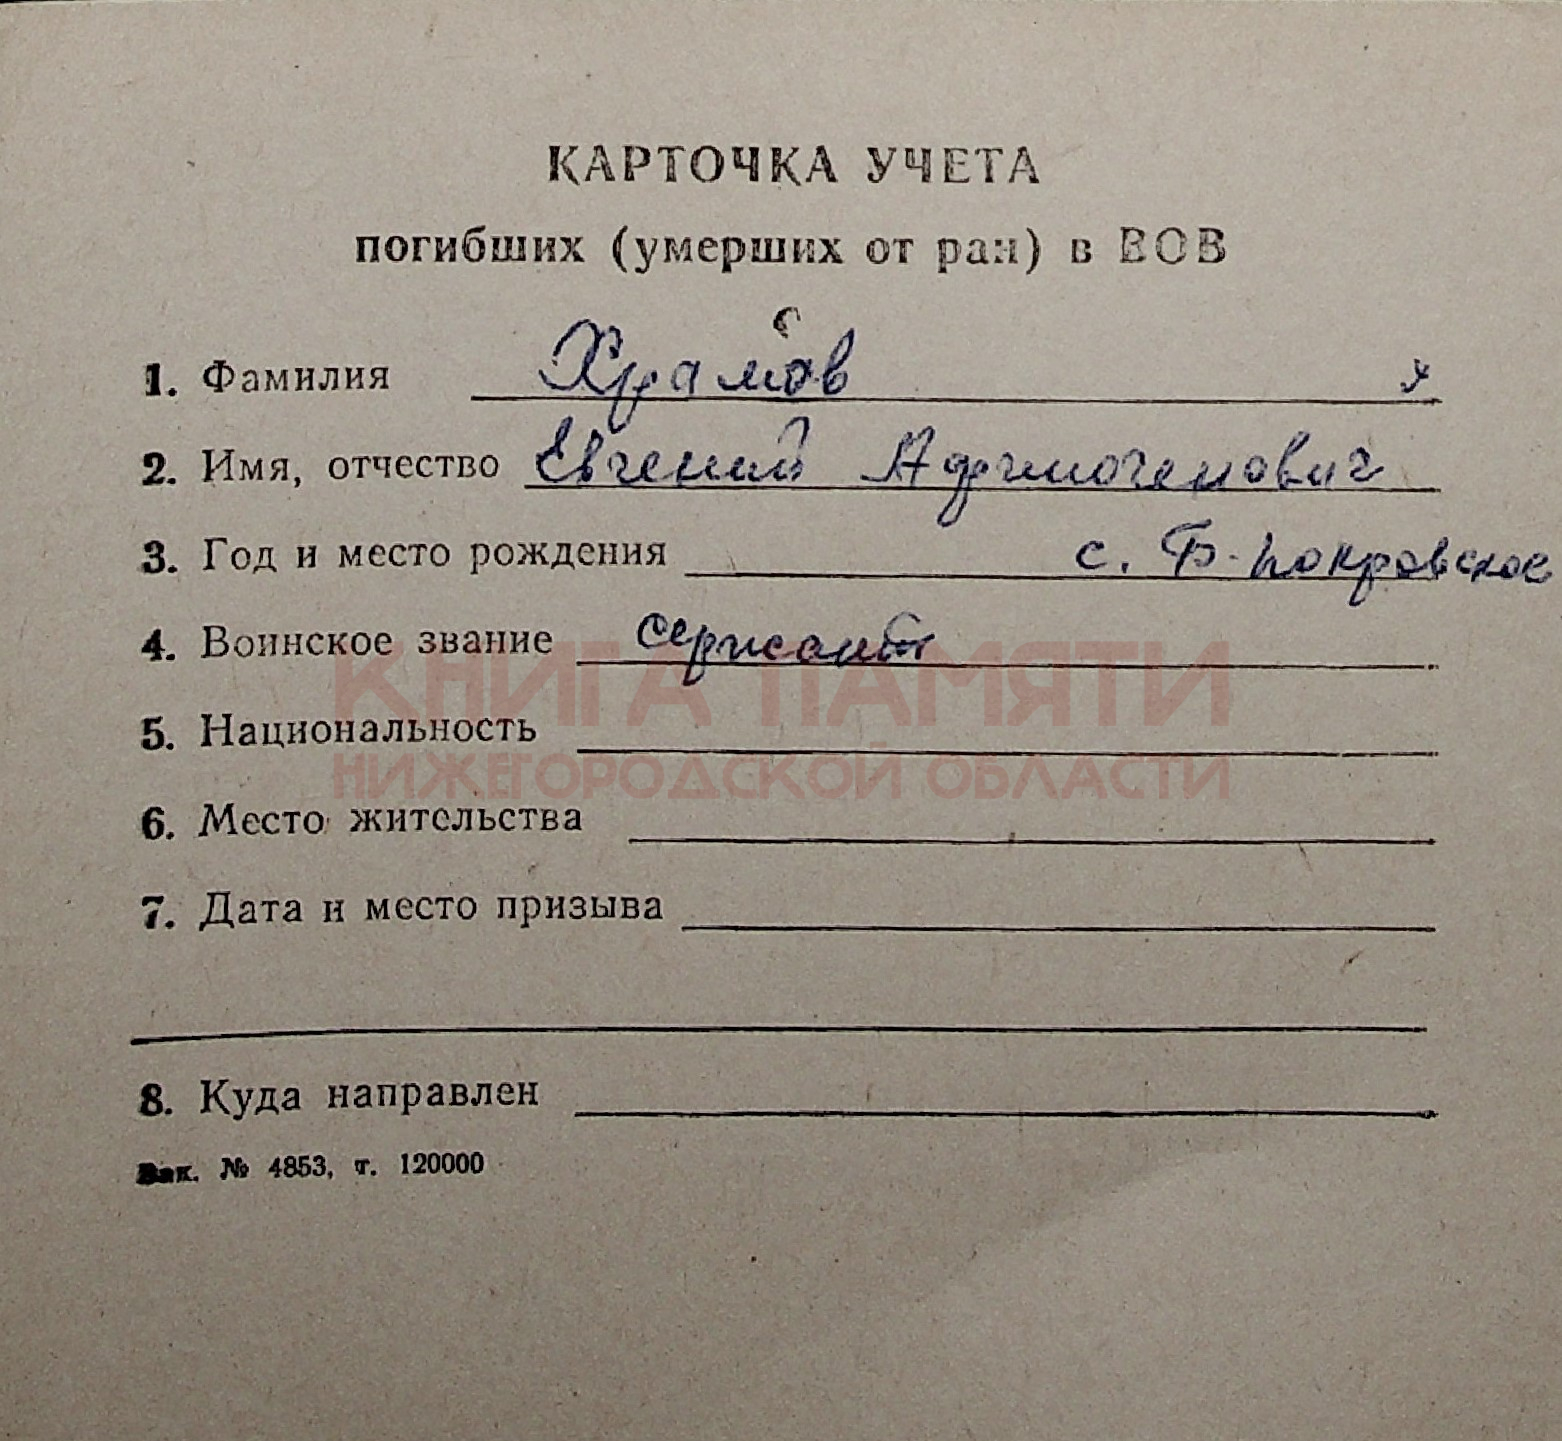 КАРТОЧКА УЧЕТА
погибших (умерших от ран) в ВОВ
1. Фамилия Храмов
2. Имя, отчество Евгений Афиногенович
3. Год и место рождения с. Б-Покровское
4. Воинское звание сержант
КНИГА ПАМЯТИ
5. Национальность
НИЖЕГОРОДСКОЙ ОБЛАСТИ
6. Место жительства
7. Дата и место призыва
8. Куда направлен
Зак. № 4853, т. 120000